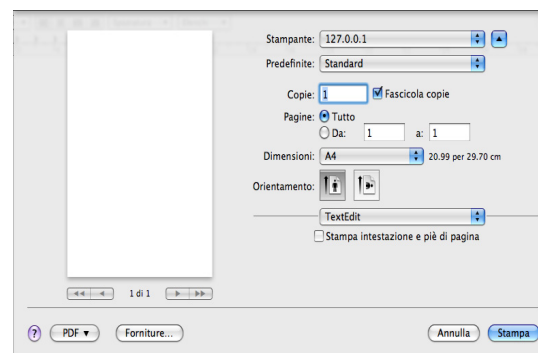 Stampante: 127.0.0.1
Predefinite: Standard
Copie: 1 Fascicola copie
Pagine: Tutto
Da: 1 a: 1
Dimensioni: A4 20.99 per 29.70 cm
Orientamento:
TextEdit
Stampa intestazione e piè di pagina
1 di 1
? PDF Forniture... Annulla Stampa